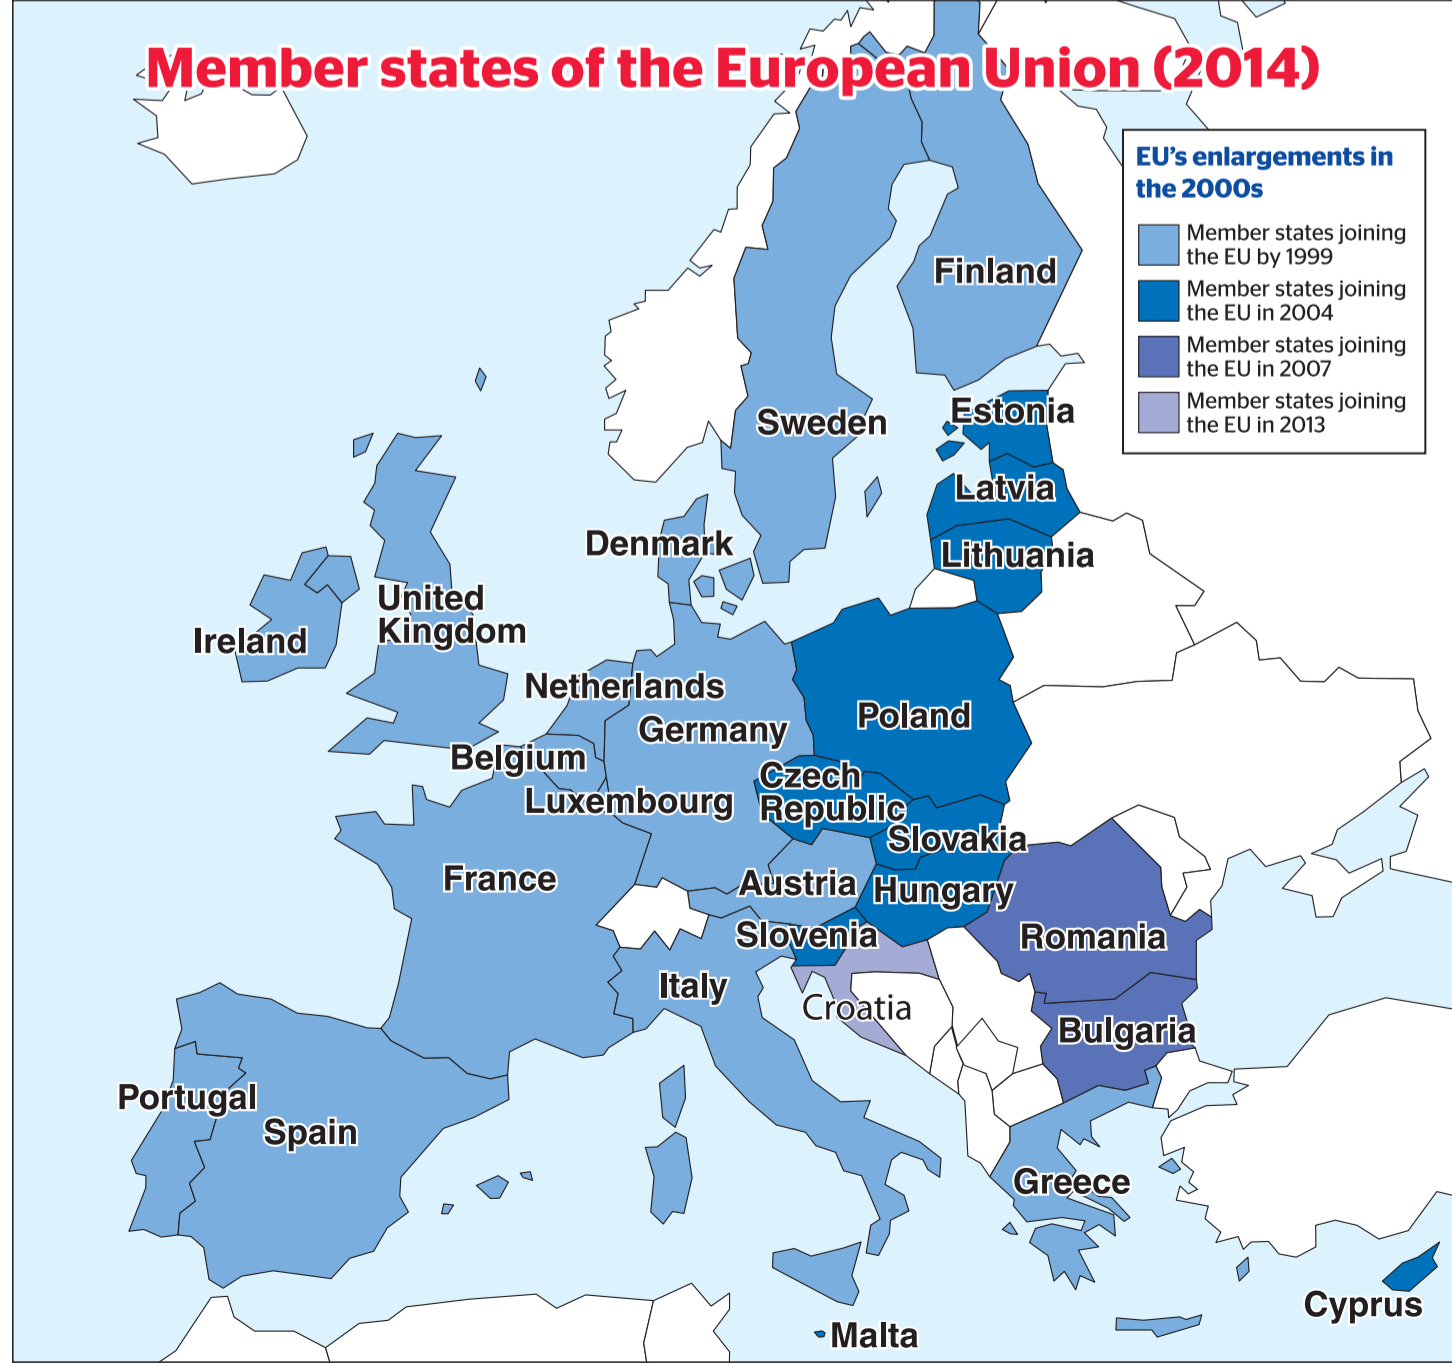 Member states of the European Union (2014)
EU’s enlargements in
the 2000s
Member states joining
the EU by 1999
Member states joining
the EU in 2004
Member states joining
the EU in 2007
Member states joining
the EU in 2013
Finland
Sweden
Estonia
Latvia
Lithuania
Denmark
United
Kingdom
Ireland
Netherlands
Germany
Poland
Belgium
Luxembourg
Czech
Republic
Slovakia
France
Austria
Hungary
Slovenia
Romania
Italy
Croatia
Bulgaria
Portugal
Spain
Greece
Cyprus
Malta